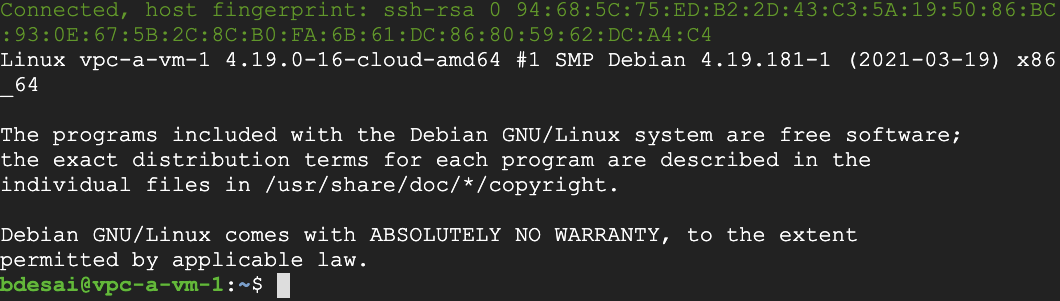 Connected, host fingerprint: ssh-rsa 0 94:68:5C:75:ED:B2:2D:43:C3:5A:19:50:86:BC
:93:0E:67:5B:2C:8C:B0:FA:6B:61:DC:86:80:59:62:DC:A4:C4
Linux vpc-a-vm-1 4.19.0-16-cloud-amd64 #1 SMP Debian 4.19.181-1 (2021-03-19) x86
_64
The programs included with the Debian GNU/Linux system are free software;
the exact distribution terms for each program are described in the
individual files in /usr/share/doc/*/copyright.
Debian GNU/Linux comes with ABSOLUTELY NO WARRANTY, to the extent
permitted by applicable law.
bdesai@vpc-a-vm-1:~$